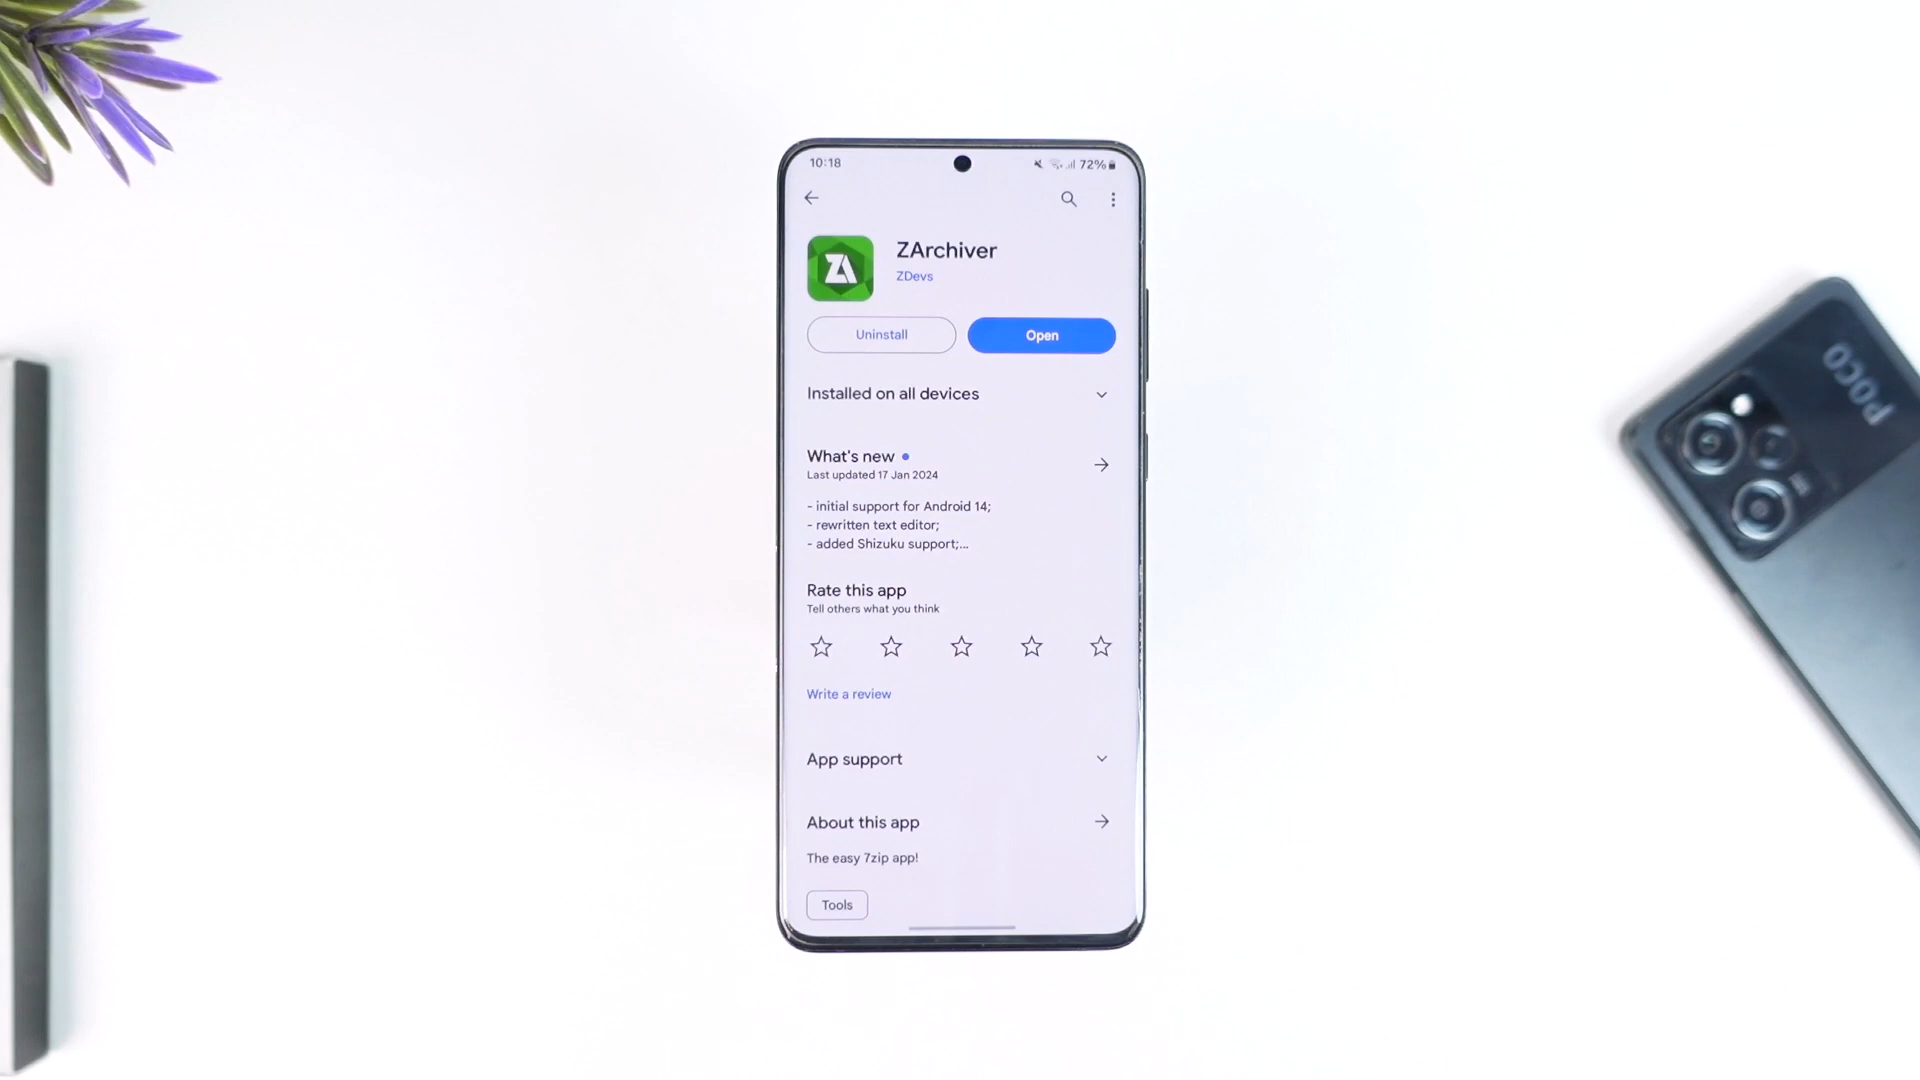 10:18
72%
ZA
ZArchiver
ZDevs
Uninstall
Open
Installed on all devices
What's new
Last updated 17 Jan 2024
- initial support for Android 14;
- rewritten text editor;
- added Shizuku support;...
Rate this app
Tell others what you think
Write a review
App support
About this app
The easy 7zip app!
Tools
POCO